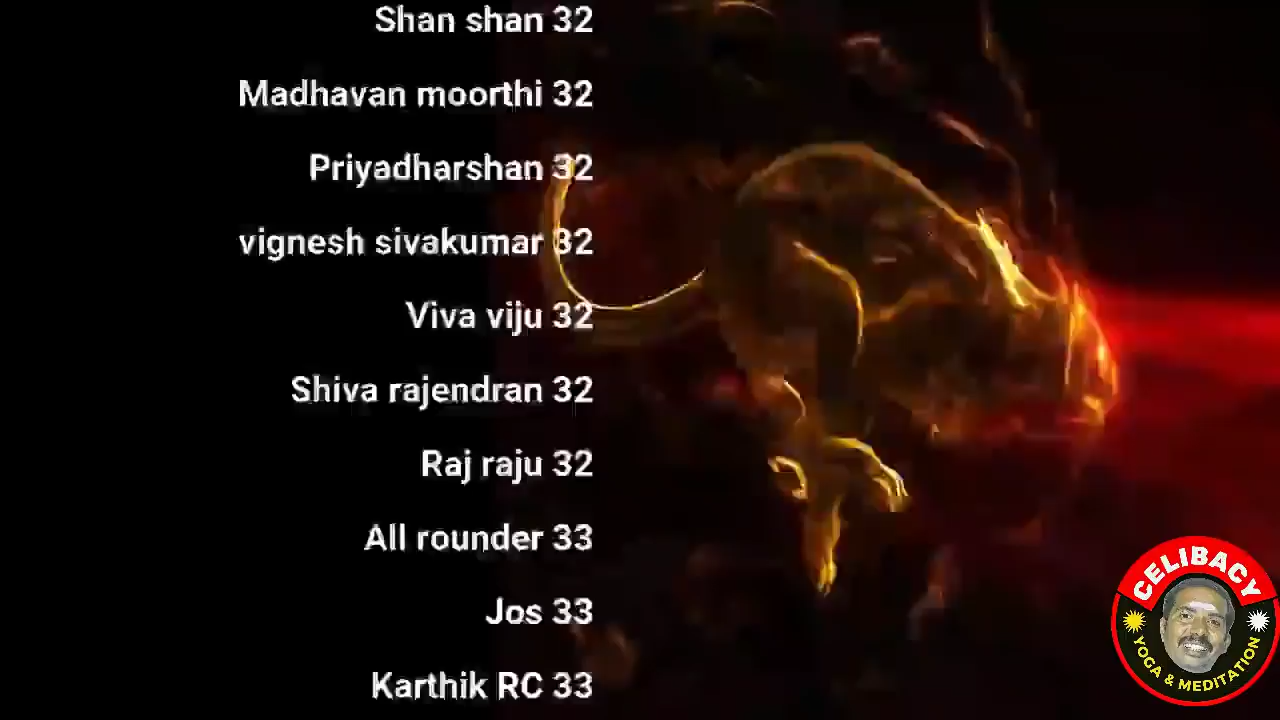 Shan shan 32
Madhavan moorthi 32
Priyadharshan 32
vignesh sivakumar 32
Viva viju 32
Shiva rajendran 32
Raj raju 32
All rounder 33
Jos 33
Karthik RC 33
CELIBACY
YOGA & MEDITATION